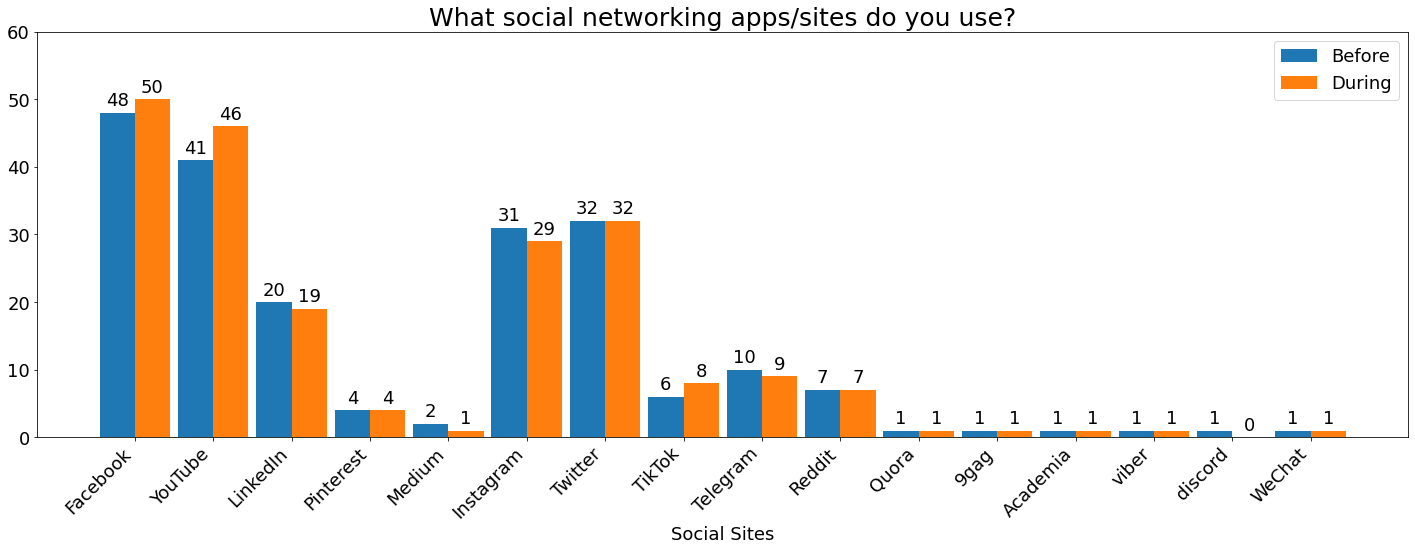 What social networking apps/sites do you use?
60
50
40
30
20
10
0
Before
During
48 50
41 46
20 19
4 4
2 1
31 29
32 32
6 8
10 9
7 7
1 1
1 1
1 1
1 1
1 0
1 1
Facebook
YouTube
LinkedIn
Pinterest
Medium
Instagram
Twitter
TikTok
Telegram
Reddit
Quora
9gag
Academia
viber
discord
WeChat
Social Sites